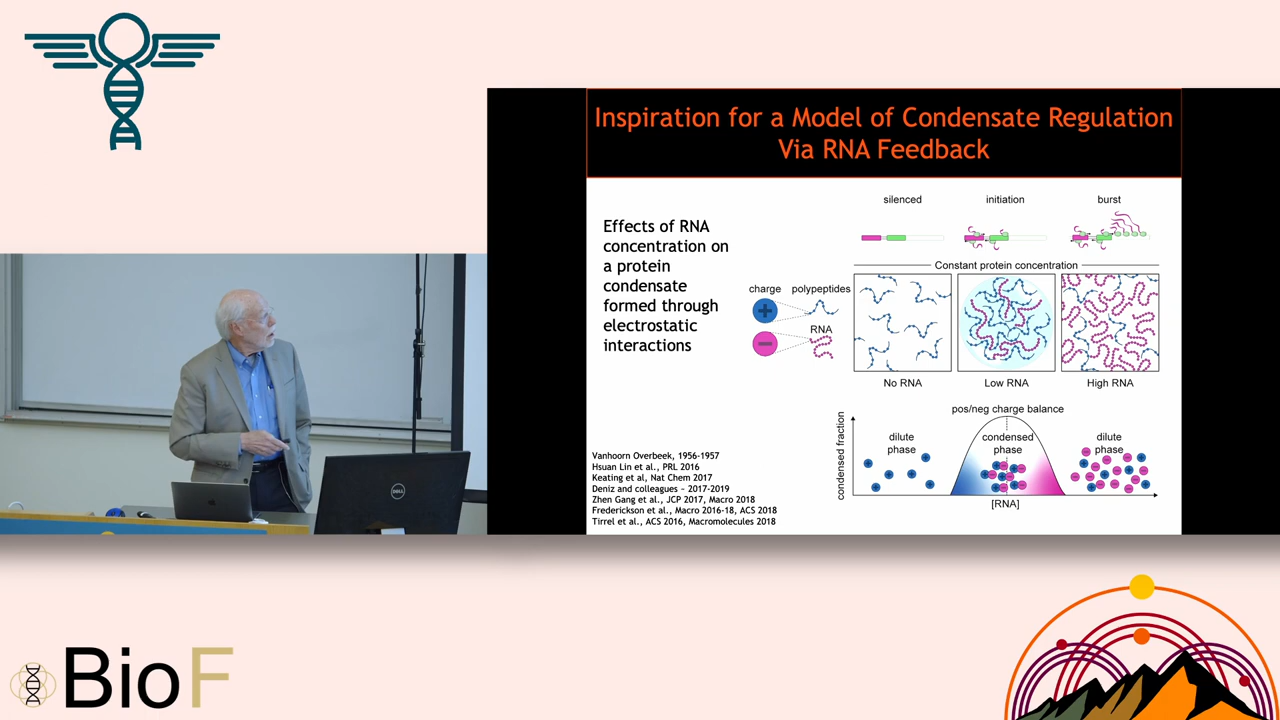 Inspiration for a Model of Condensate Regulation
Via RNA Feedback
Effects of RNA
concentration on
a protein
condensate
formed through
electrostatic
interactions
silenced
initiation
burst
Constant protein concentration
charge
polypeptides
+
RNA
−
No RNA
Low RNA
High RNA
pos/neg charge balance
condensed fraction
dilute
phase
condensed
phase
dilute
phase
[RNA]
Vanhoorn Overbeek, 1956-1957
Hsuan Lin et al., PRL 2016
Keating et al, Nat Chem 2017
Deniz and colleagues - 2017-2019
Zhen Gang et al., JCP 2017, Macro 2018
Frederickson et al., Macro 2016-18, ACS 2018
Tirrel et al., ACS 2016, Macromolecules 2018
DELL
BioF